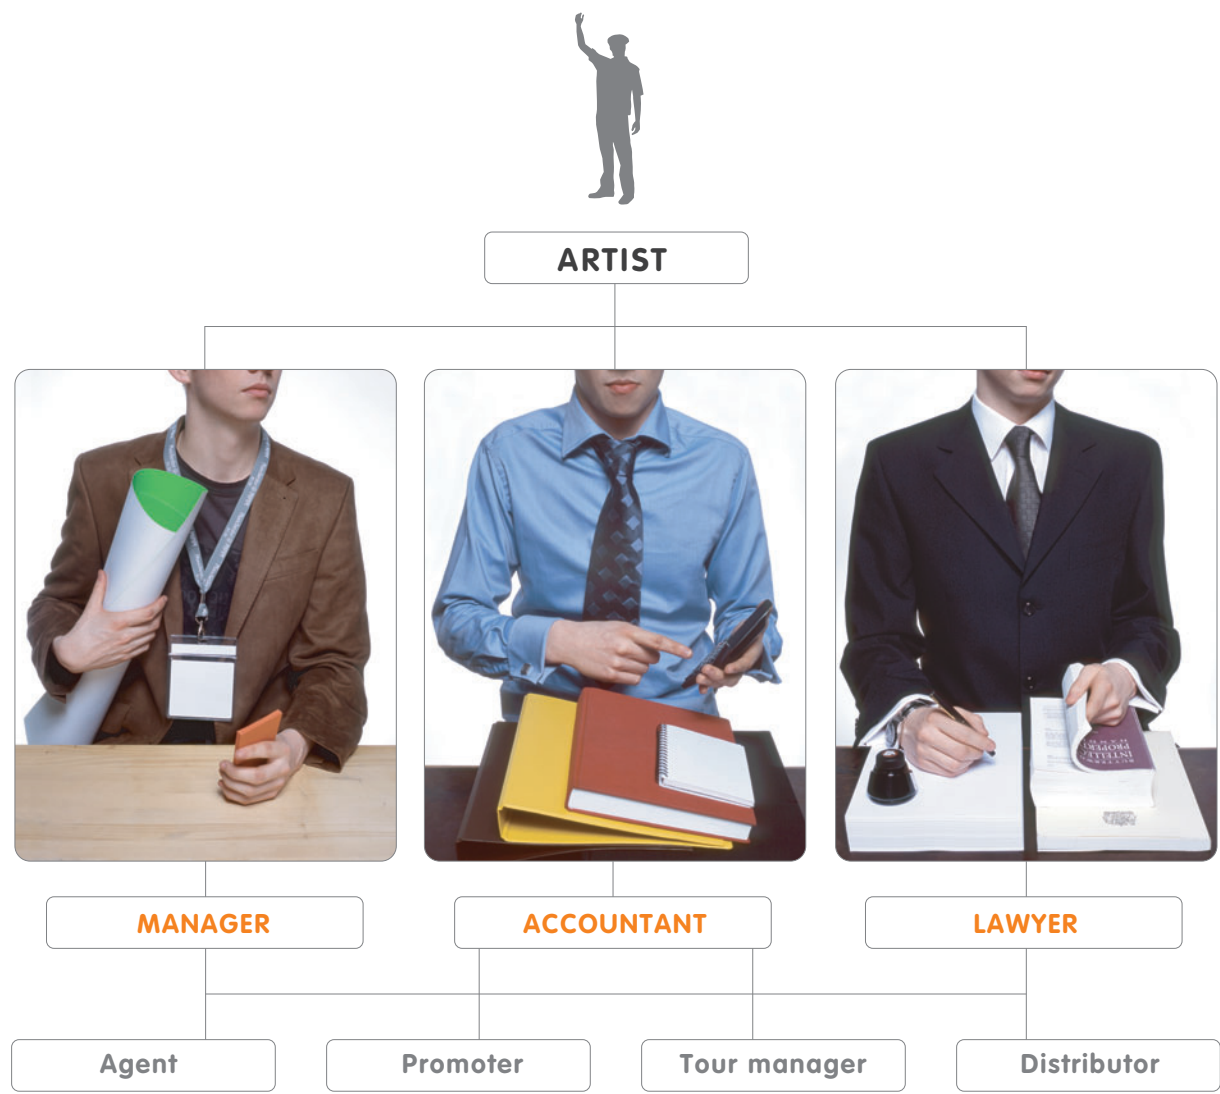 ARTIST
MANAGER
ACCOUNTANT
LAWYER
Agent
Promoter
Tour manager
Distributor